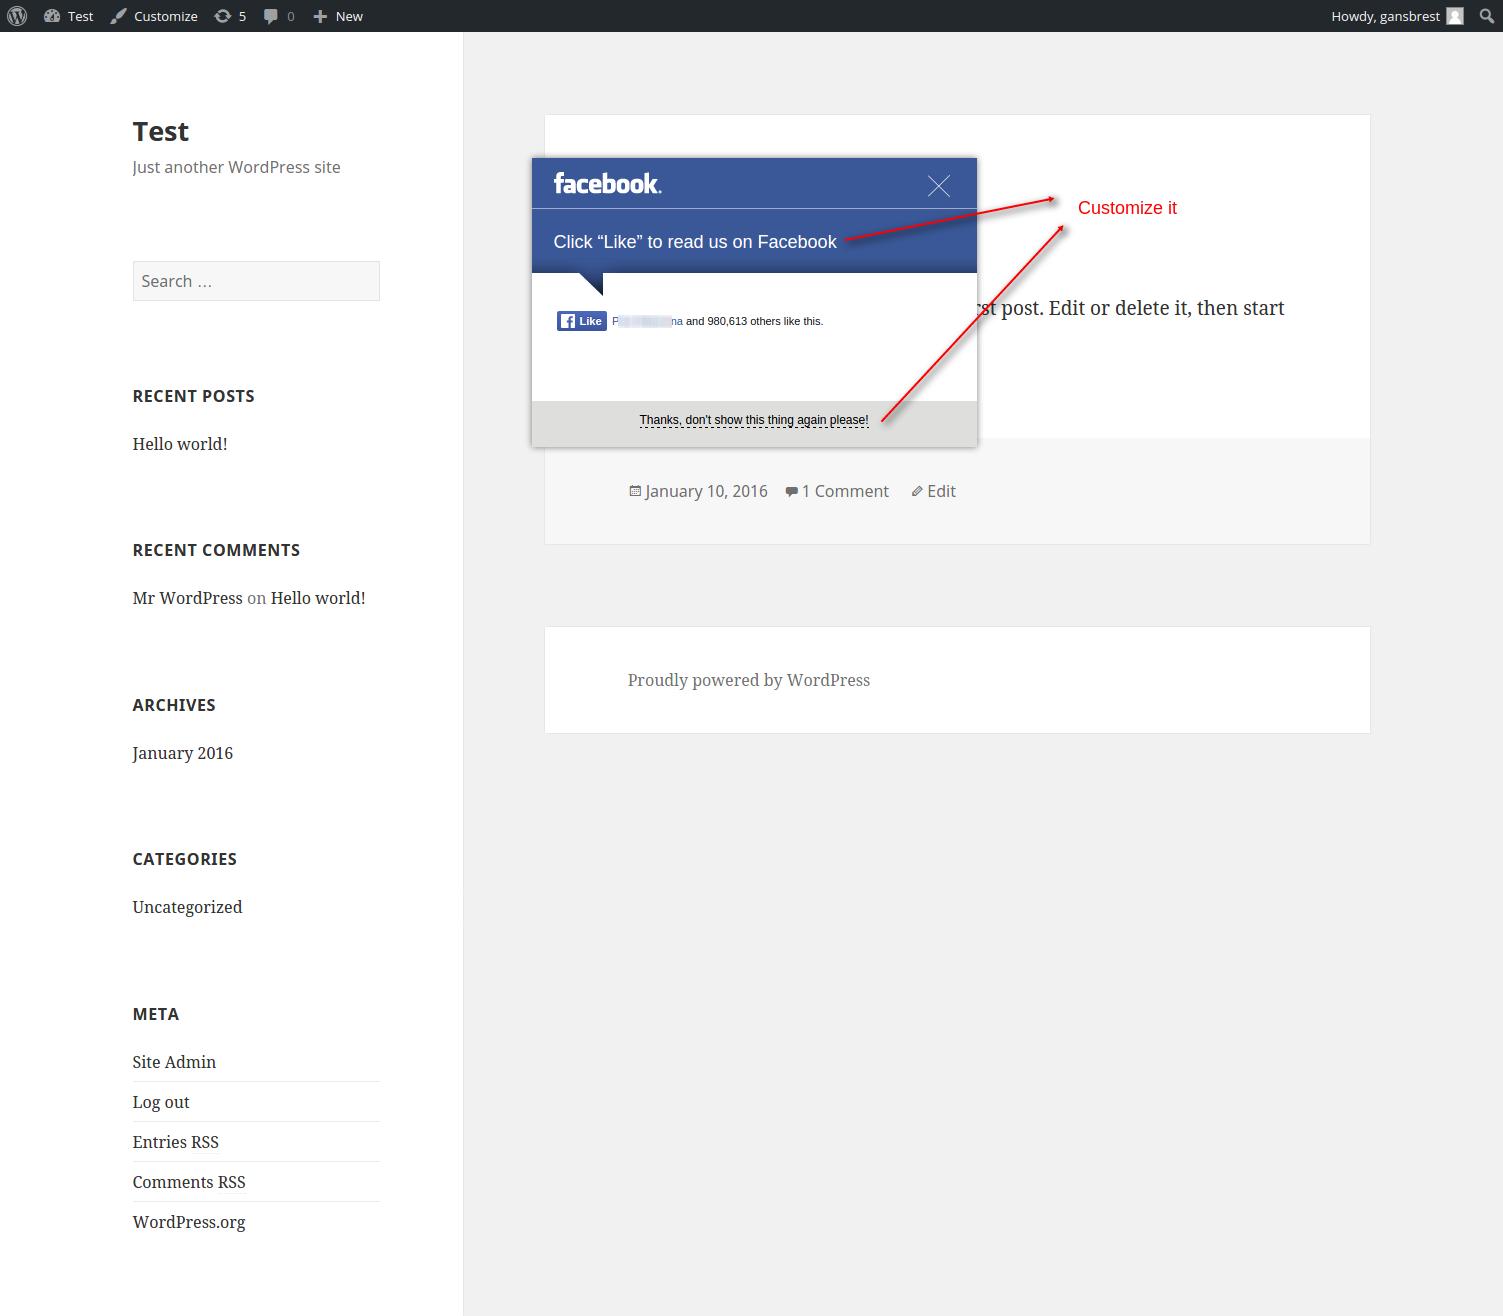 Test
Customize
5
0
New
Howdy, gansbrest
Test
Just another WordPress site
Search …
RECENT POSTS
Hello world!
RECENT COMMENTS
Mr WordPress on Hello world!
ARCHIVES
January 2016
CATEGORIES
Uncategorized
META
Site Admin
Log out
Entries RSS
Comments RSS
WordPress.org
facebook.
Click “Like” to read us on Facebook
Like
and 980,613 others like this.
Thanks, don't show this thing again please!
Customize it
post. Edit or delete it, then start
January 10, 2016
1 Comment
Edit
Proudly powered by WordPress